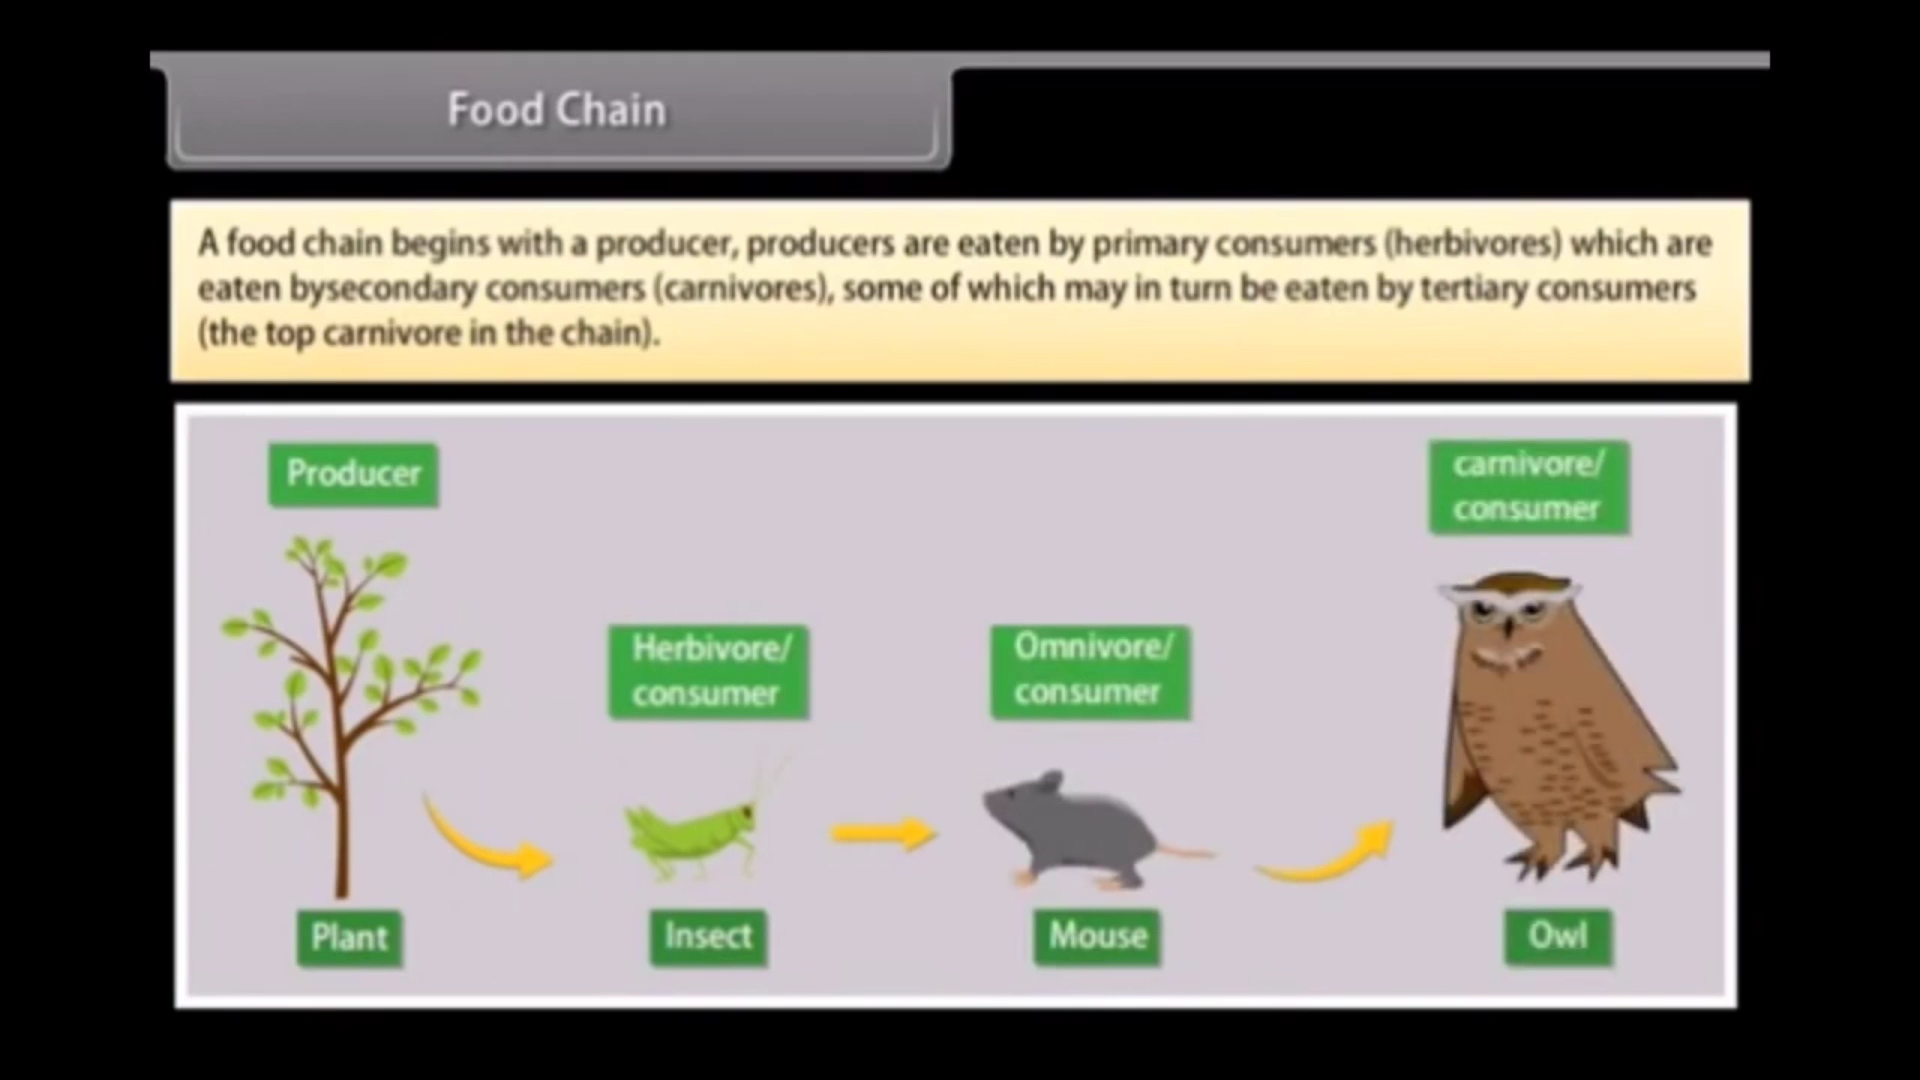 Food Chain
A food chain begins with a producer, producers are eaten by primary consumers (herbivores) which are
eaten bysecondary consumers (carnivores), some of which may in turn be eaten by tertiary consumers
(the top carnivore in the chain).
Producer
carnivore/
consumer
Herbivore/
consumer
Omnivore/
consumer
Plant
Insect
Mouse
Owl